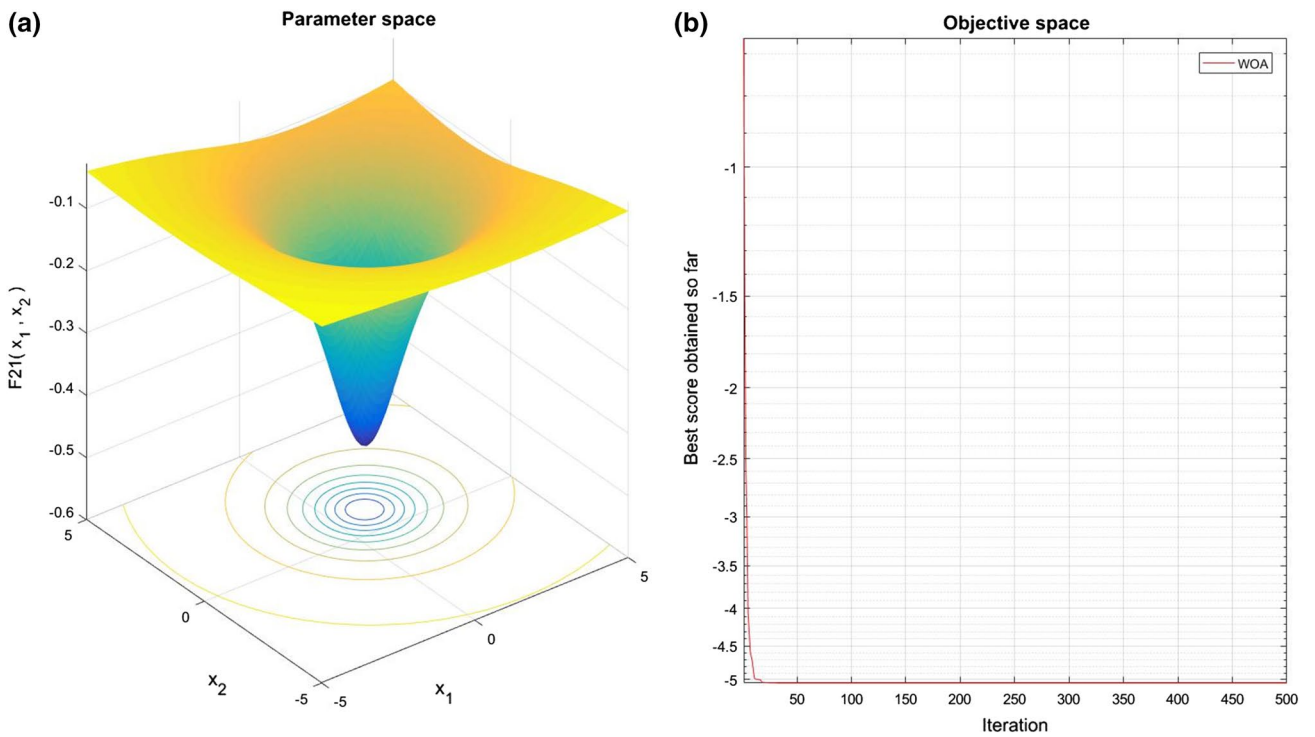 (a)
Parameter space
-0.1
-0.2
-0.3
-0.4
-0.5
-0.6
F21( x1 , x2 )
5
0
-5
x2
-5
0
5
x1
(b)
Objective space
WOA
-1
-1.5
-2
-2.5
-3
-3.5
-4
-4.5
-5
Best score obtained so far
50 100 150 200 250 300 350 400 450 500
Iteration